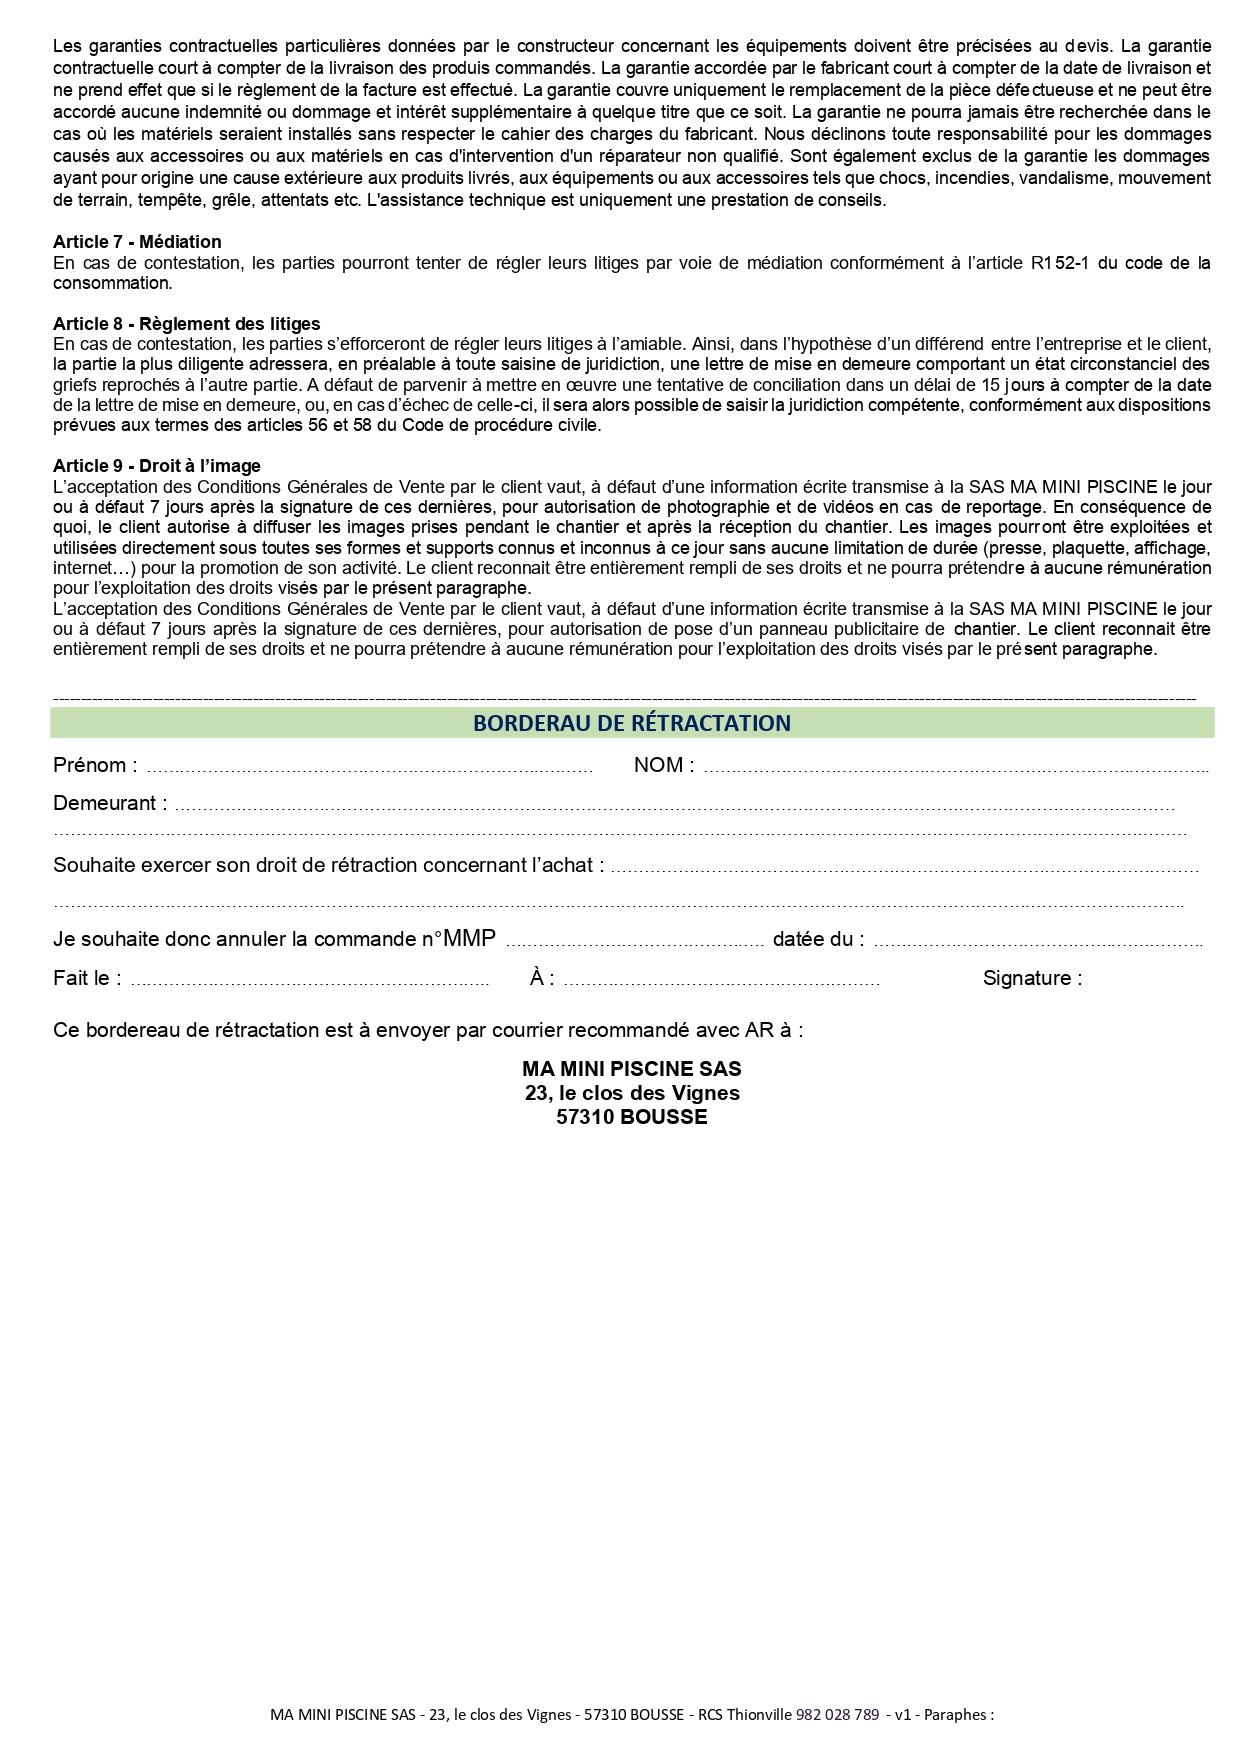 Les garanties contractuelles particulières données par le constructeur concernant les équipements doivent être précisées au devis. La garantie
contractuelle court à compter de la livraison des produis commandés. La garantie accordée par le fabricant court à compter de la date de livraison et
ne prend effet que si le règlement de la facture est effectué. La garantie couvre uniquement le remplacement de la pièce défectueuse et ne peut être
accordé aucune indemnité ou dommage et intérêt supplémentaire à quelque titre que ce soit. La garantie ne pourra jamais être recherchée dans le
cas où les matériels seraient installés sans respecter le cahier des charges du fabricant. Nous déclinons toute responsabilité pour les dommages
causés aux accessoires ou aux matériels en cas d'intervention d'un réparateur non qualifié. Sont également exclus de la garantie les dommages
ayant pour origine une cause extérieure aux produits livrés, aux équipements ou aux accessoires tels que chocs, incendies, vandalisme, mouvement
de terrain, tempête, grêle, attentats etc. L'assistance technique est uniquement une prestation de conseils.
Article 7 - Médiation
En cas de contestation, les parties pourront tenter de régler leurs litiges par voie de médiation conformément à l’article R152-1 du code de la
consommation.
Article 8 - Règlement des litiges
En cas de contestation, les parties s’efforceront de régler leurs litiges à l’amiable. Ainsi, dans l’hypothèse d’un différend entre l’entreprise et le client,
la partie la plus diligente adressera, en préalable à toute saisine de juridiction, une lettre de mise en demeure comportant un état circonstanciel des
griefs reprochés à l’autre partie. A défaut de parvenir à mettre en œuvre une tentative de conciliation dans un délai de 15 jours à compter de la date
de la lettre de mise en demeure, ou, en cas d’échec de celle-ci, il sera alors possible de saisir la juridiction compétente, conformément aux dispositions
prévues aux termes des articles 56 et 58 du Code de procédure civile.
Article 9 - Droit à l’image
L’acceptation des Conditions Générales de Vente par le client vaut, à défaut d’une information écrite transmise à la SAS MA MINI PISCINE le jour
ou à défaut 7 jours après la signature de ces dernières, pour autorisation de photographie et de vidéos en cas de reportage. En conséquence de
quoi, le client autorise à diffuser les images prises pendant le chantier et après la réception du chantier. Les images pourront être exploitées et
utilisées directement sous toutes ses formes et supports connus et inconnus à ce jour sans aucune limitation de durée (presse, plaquette, affichage,
internet…) pour la promotion de son activité. Le client reconnait être entièrement rempli de ses droits et ne pourra prétendre à aucune rémunération
pour l’exploitation des droits visés par le présent paragraphe.
L’acceptation des Conditions Générales de Vente par le client vaut, à défaut d’une information écrite transmise à la SAS MA MINI PISCINE le jour
ou à défaut 7 jours après la signature de ces dernières, pour autorisation de pose d’un panneau publicitaire de chantier. Le client reconnait être
entièrement rempli de ses droits et ne pourra prétendre à aucune rémunération pour l’exploitation des droits visés par le présent paragraphe.
BORDERAU DE RÉTRACTATION
Prénom : ……………………………………………………………………… NOM : ………………………………………………………………………………
Demeurant : ………………………………………………………………………………………………………………………………………………………………
………………………………………………………………………………………………………………………………………………………………………………………
Souhaite exercer son droit de rétraction concernant l’achat : ……………………………………………………………………………………………
………………………………………………………………………………………………………………………………………………………………………………………
Je souhaite donc annuler la commande n°MMP ………………………………………. datée du : …………………………………………………..
Fait le : ………………………………………………………. À : ………………………………………………… Signature :
Ce bordereau de rétractation est à envoyer par courrier recommandé avec AR à :
MA MINI PISCINE SAS
23, le clos des Vignes
57310 BOUSSE
MA MINI PISCINE SAS - 23, le clos des Vignes - 57310 BOUSSE - RCS Thionville 982 028 789 - v1 - Paraphes :